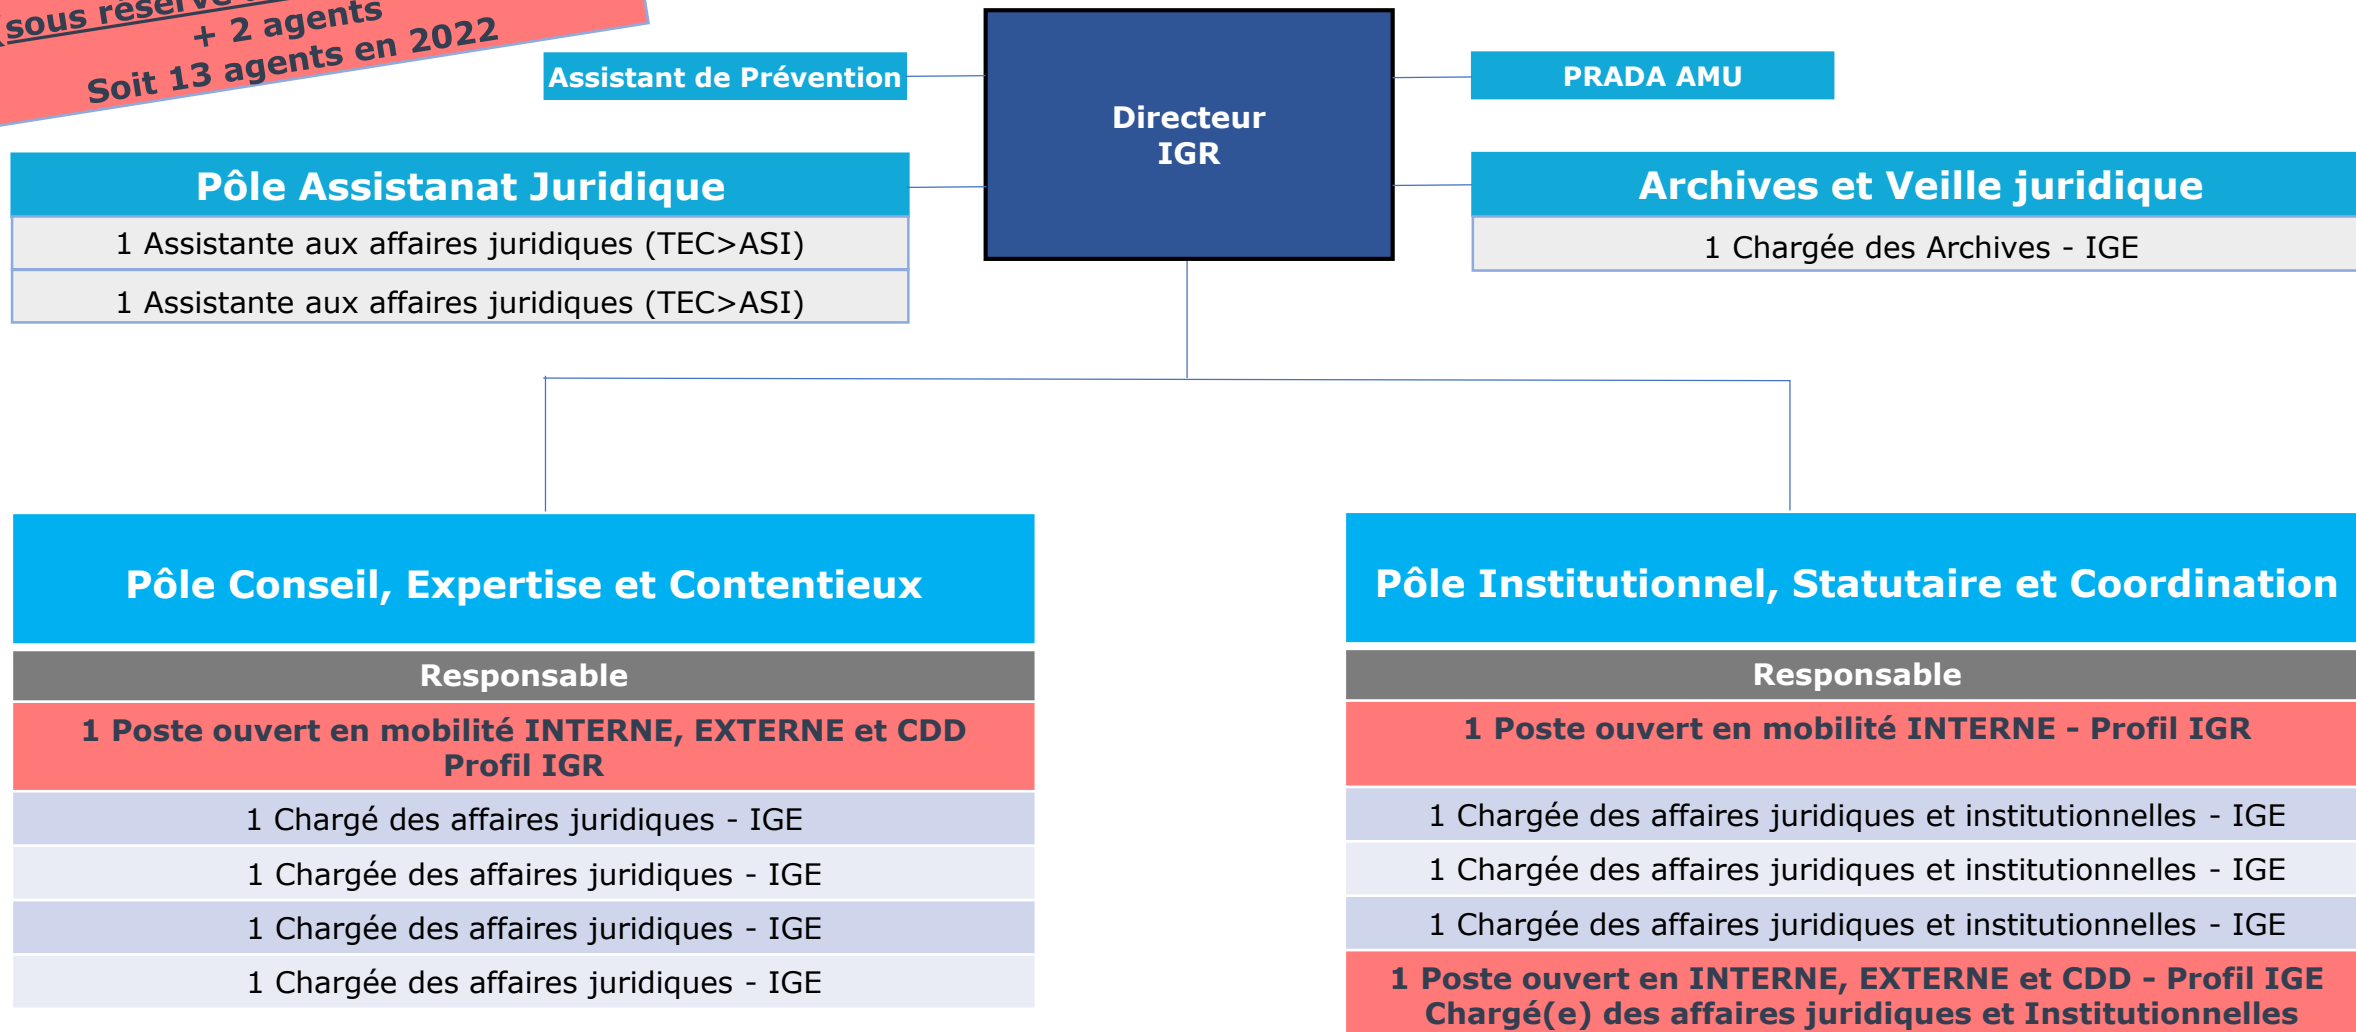 sous réserve
+ 2 agents
Soit 13 agents en 2022
Assistant de Prévention
Directeur
IGR
PRADA AMU
Pôle Assistanat Juridique
1 Assistante aux affaires juridiques (TEC>ASI)
1 Assistante aux affaires juridiques (TEC>ASI)
Archives et Veille juridique
1 Chargée des Archives - IGE
Pôle Conseil, Expertise et Contentieux
Responsable
1 Poste ouvert en mobilité INTERNE, EXTERNE et CDD
Profil IGR
1 Chargé des affaires juridiques - IGE
1 Chargée des affaires juridiques - IGE
1 Chargée des affaires juridiques - IGE
1 Chargée des affaires juridiques - IGE
Pôle Institutionnel, Statutaire et Coordination
Responsable
1 Poste ouvert en mobilité INTERNE - Profil IGR
1 Chargée des affaires juridiques et institutionnelles - IGE
1 Chargée des affaires juridiques et institutionnelles - IGE
1 Chargée des affaires juridiques et institutionnelles - IGE
1 Poste ouvert en INTERNE, EXTERNE et CDD - Profil IGE
Chargé(e) des affaires juridiques et Institutionnelles